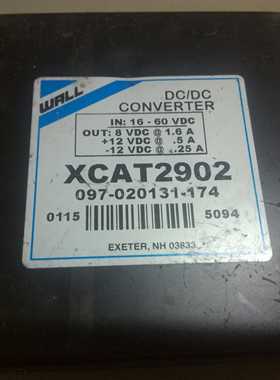 WALL
DC/DC
CONVERTER
IN: 16 - 60 VDC
OUT: 8 VDC @ 1.6 A
+12 VDC @ .5 A
-12 VDC @ .25 A
XCAT2902
097-020131-174
0115 5094
EXETER, NH 03833